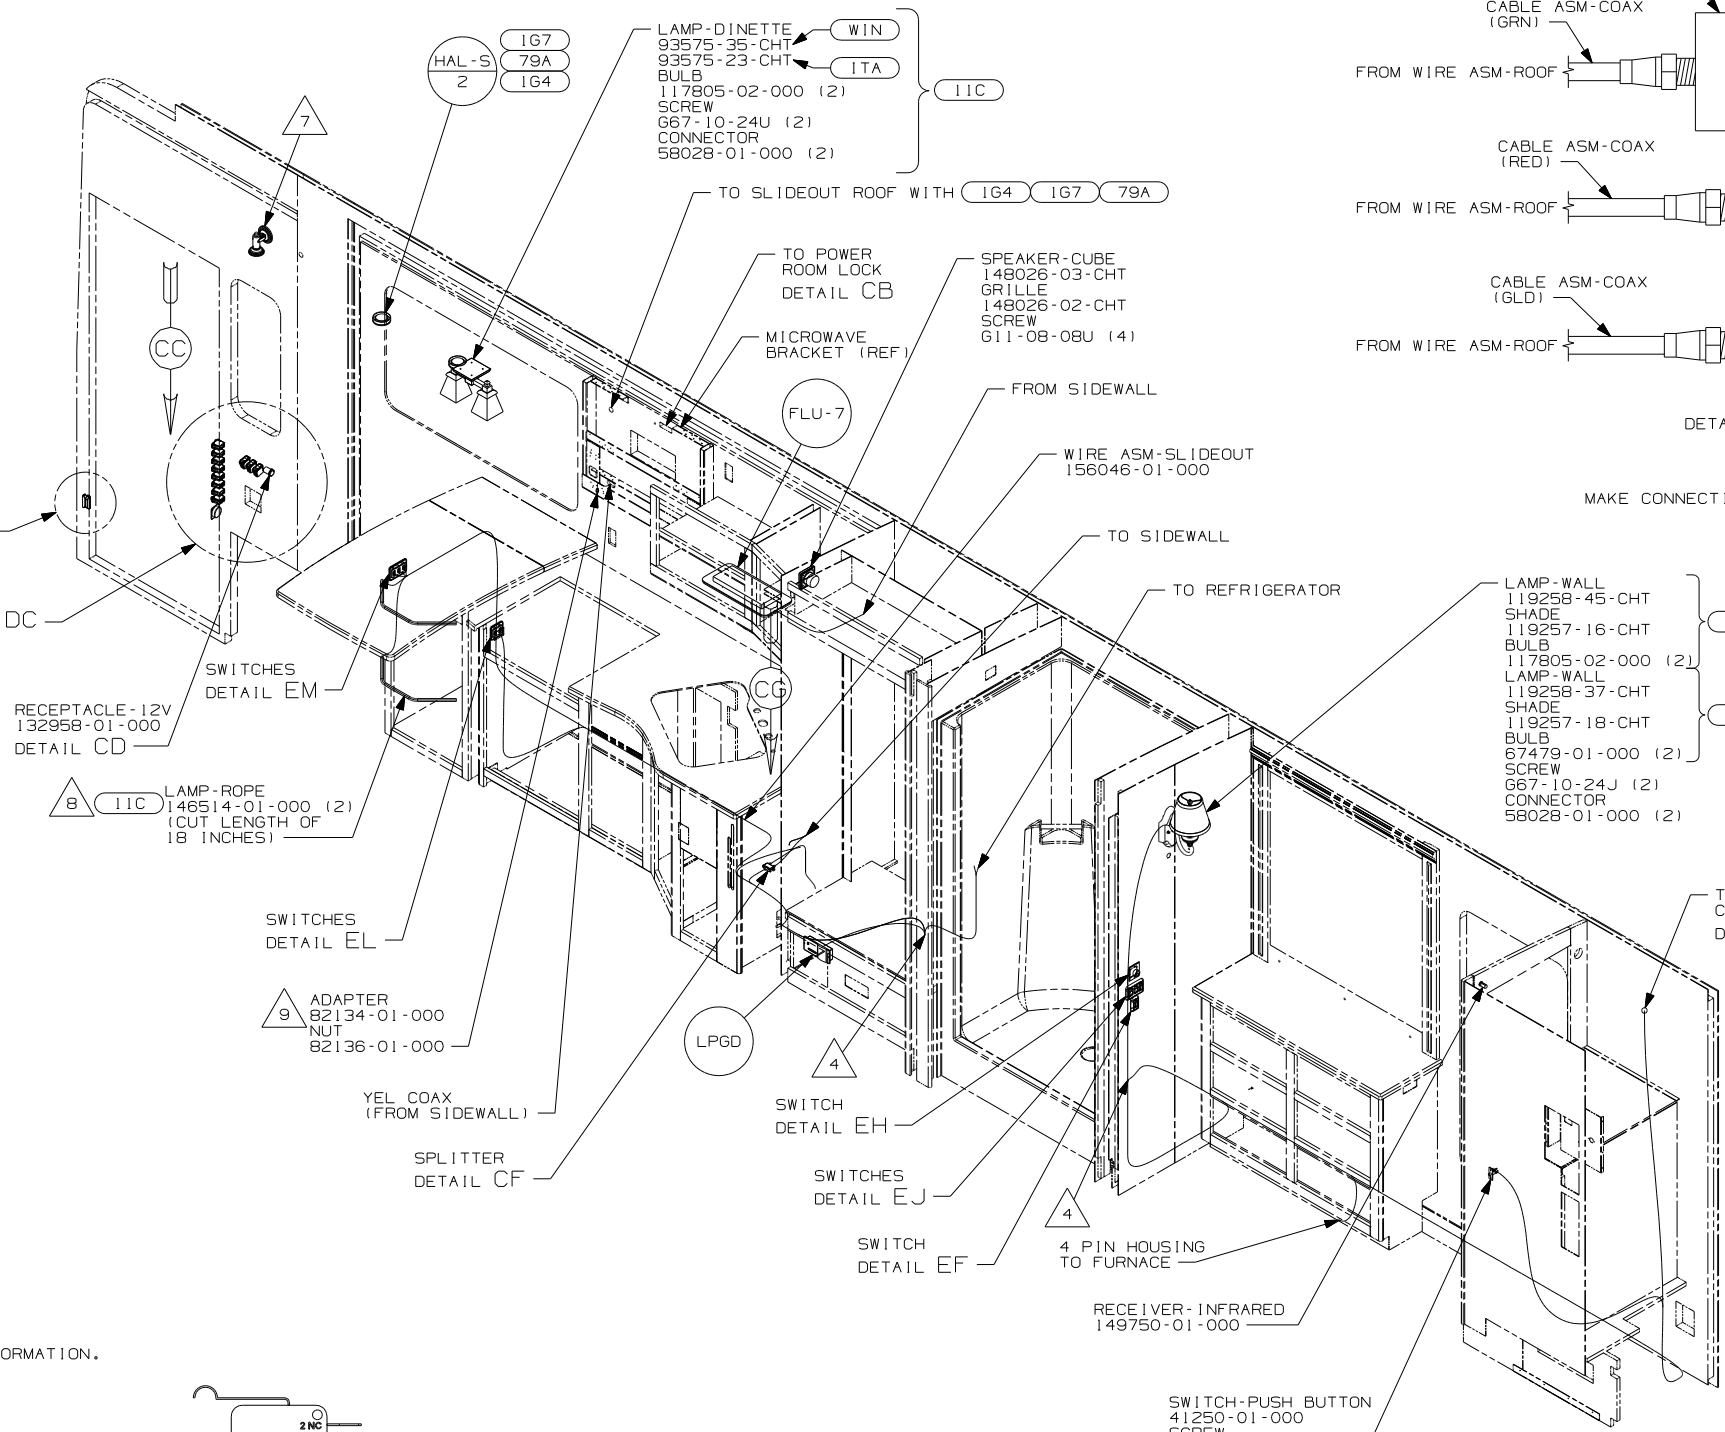 HAL-S
2
1G7
79A
1G4
LAMP-DINETTE
93575-35-CHT
93575-23-CHT
BULB
117805-02-000 (2)
SCREW
G67-10-24U (2)
CONNECTOR
58028-01-000 (2)
WIN
ITA
11C
7
TO SLIDEOUT ROOF WITH 1G4 1G7 79A
TO POWER
ROOM LOCK
DETAIL CB
MICROWAVE
BRACKET (REF)
SPEAKER-CUBE
148026-03-CHT
GRILLE
148026-02-CHT
SCREW
G11-08-08U (4)
FLU-7
FROM SIDEWALL
WIRE ASM-SLIDEOUT
156046-01-000
TO SIDEWALL
TO REFRIGERATOR
CABLE ASM-COAX
(GRN)
FROM WIRE ASM-ROOF
CABLE ASM-COAX
(RED)
FROM WIRE ASM-ROOF
CABLE ASM-COAX
(GLD)
FROM WIRE ASM-ROOF
DETA
MAKE CONNECTI
LAMP-WALL
119258-45-CHT
SHADE
119257-16-CHT
BULB
117805-02-000 (2)
LAMP-WALL
119258-37-CHT
SHADE
119257-18-CHT
BULB
67479-01-000 (2)
SCREW
G67-10-24J (2)
CONNECTOR
58028-01-000 (2)
CC
DC
CG
SWITCHES
DETAIL EM
RECEPTACLE-12V
132958-01-000
DETAIL CD
8
11C
LAMP-ROPE
146514-01-000 (2)
(CUT LENGTH OF
18 INCHES)
SWITCHES
DETAIL EL
9
ADAPTER
82134-01-000
NUT
82136-01-000
YEL COAX
(FROM SIDEWALL)
SPLITTER
DETAIL CF
LPGD
4
SWITCH
DETAIL EH
SWITCHES
DETAIL EJ
SWITCH
DETAIL EF
4
4 PIN HOUSING
TO FURNACE
RECEIVER-INFRARED
149750-01-000
SWITCH-PUSH BUTTON
41250-01-000
SCREW
T
C
D
ORMATION.
2 NC